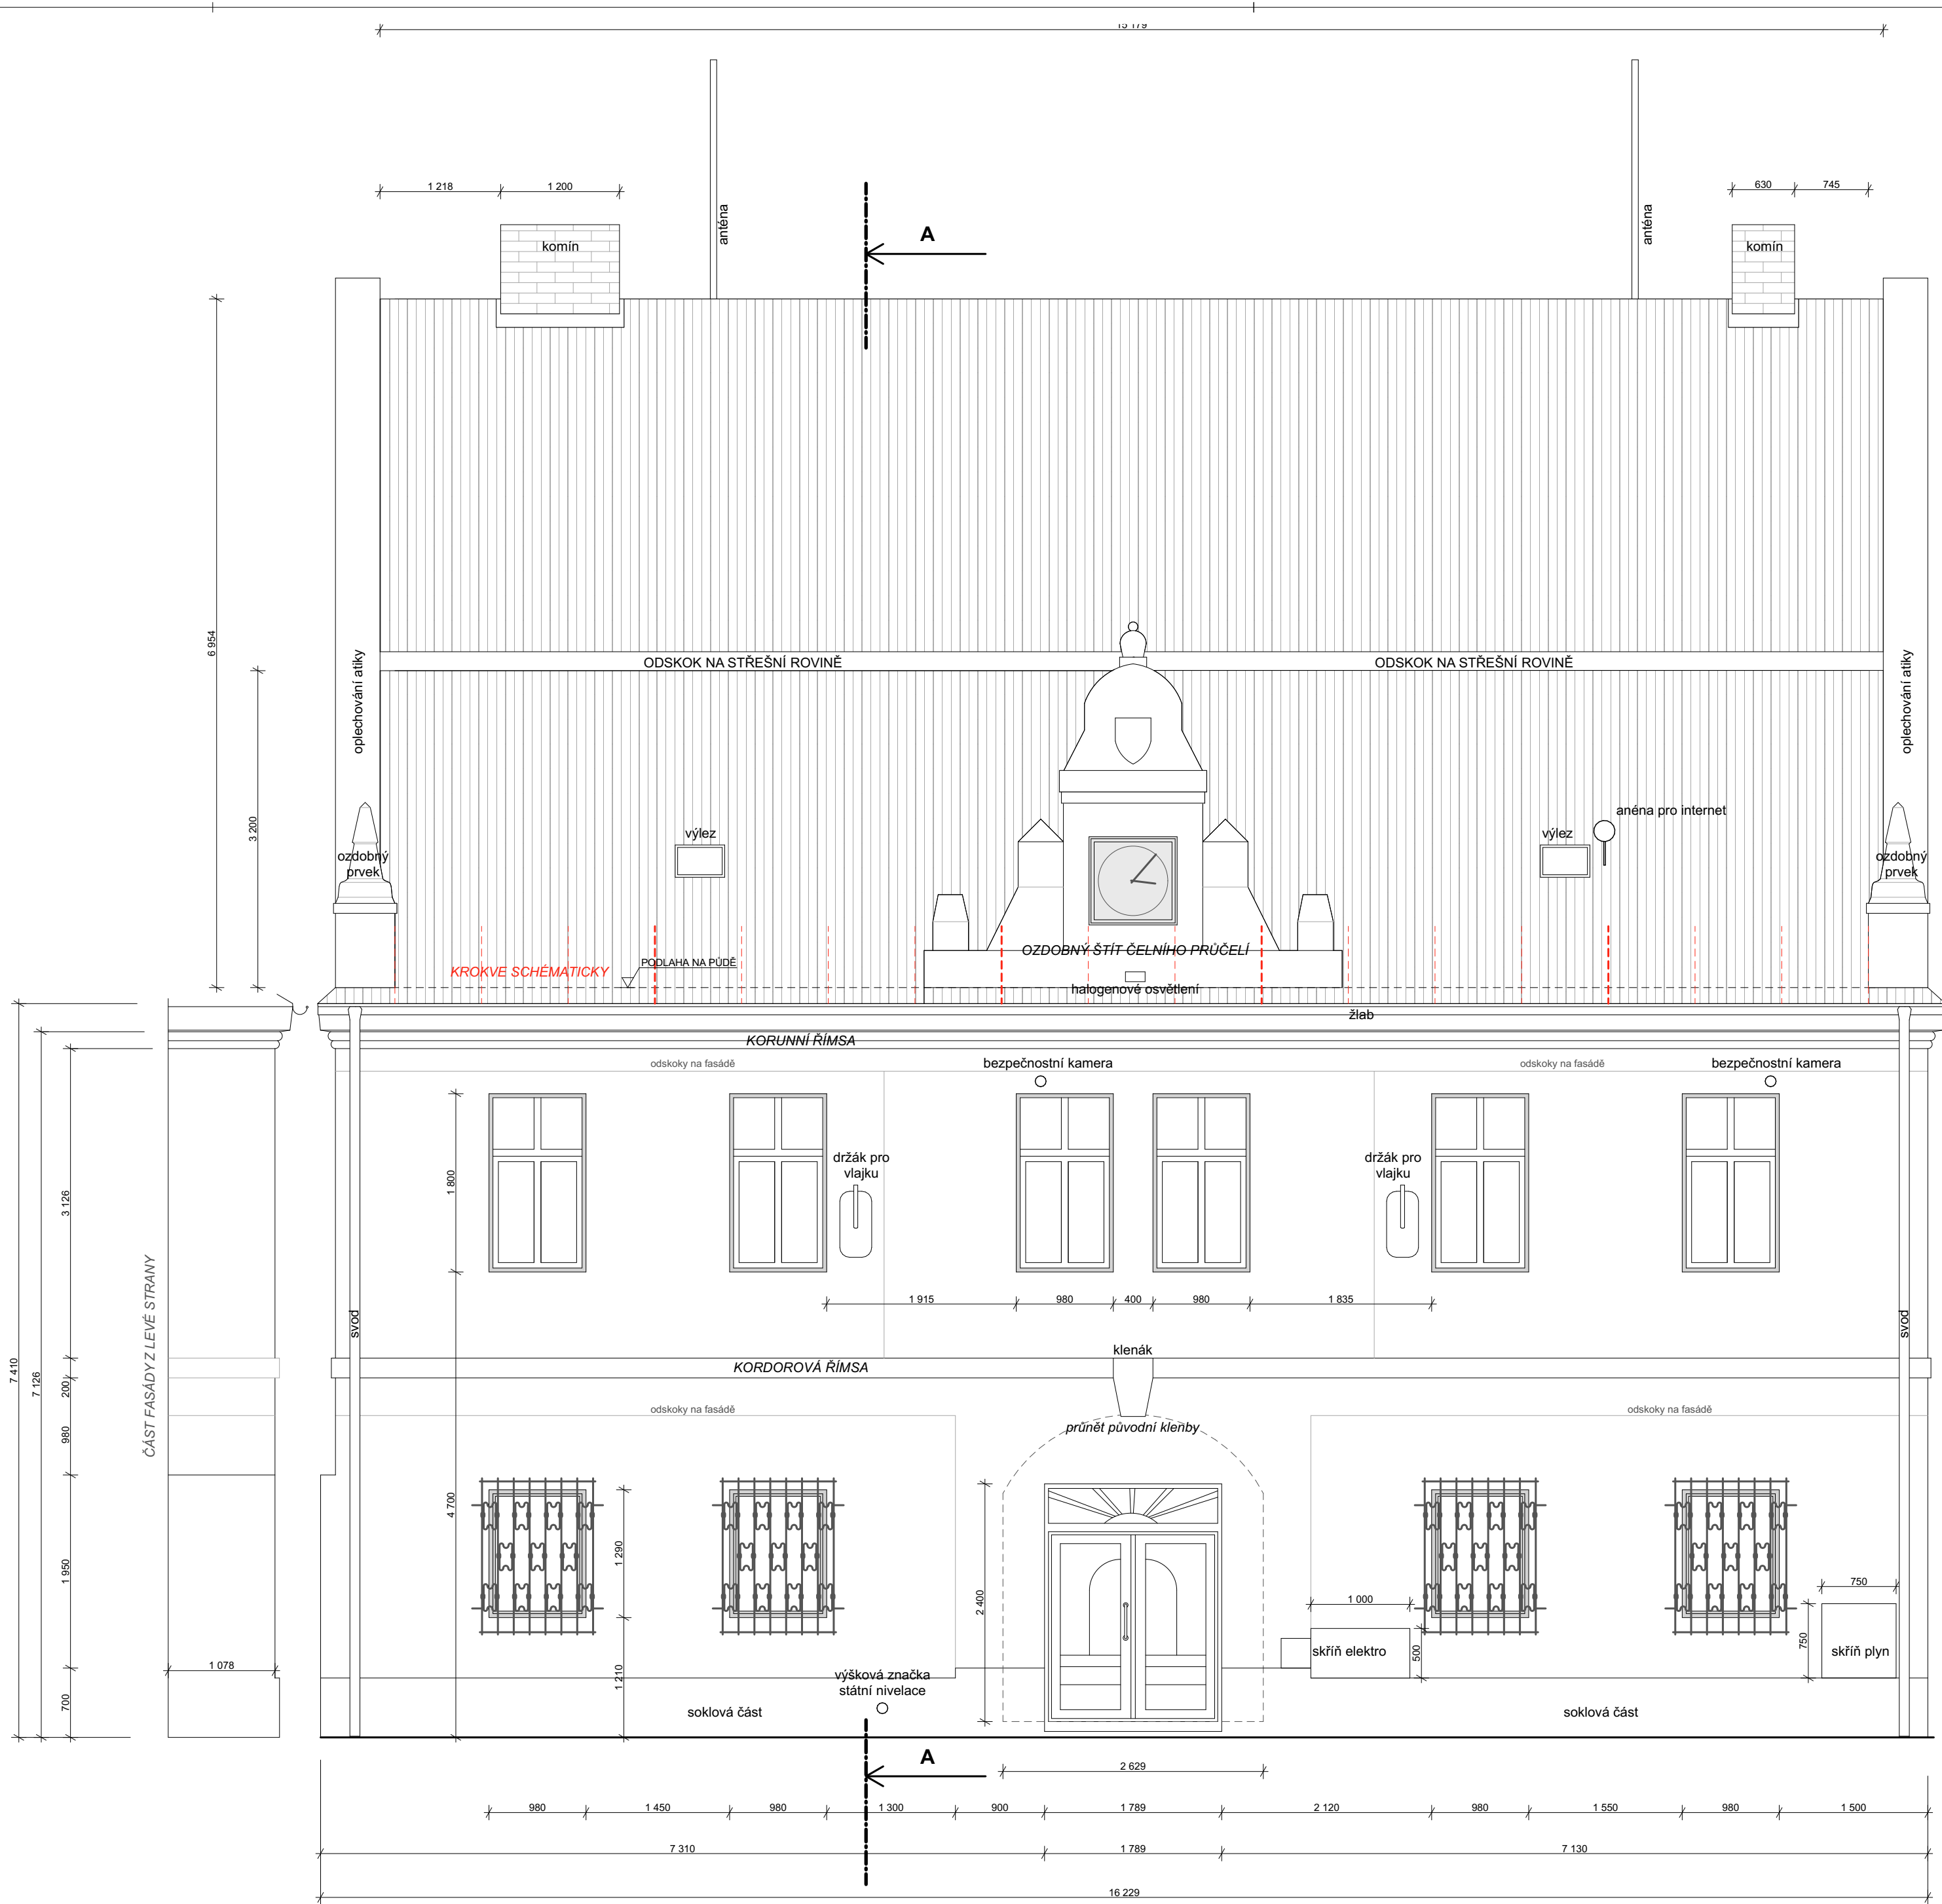 15 179
1 218
1 200
630
745
anténa
anténa
komín
komín
A
6 954
3 200
ODSKOK NA STŘEŠNÍ ROVINĚ
ODSKOK NA STŘEŠNÍ ROVINĚ
oplechování atiky
oplechování atiky
výlez
výlez
anéna pro internet
ozdobný
prvek
ozdobný
prvek
OZDOBNÝ ŠTÍT ČELNÍHO PRŮČELÍ
KROKVE SCHÉMATICKY
PODLAHA NA PŮDĚ
halogenové osvětlení
žlab
KORUNNÍ ŘÍMSA
odskoky na fasádě
bezpečnostní kamera
odskoky na fasádě
bezpečnostní kamera
držák pro
vlajku
držák pro
vlajku
1 800
3 126
7 410
7 126
200
980
1 950
700
ČÁST FASÁDY Z LEVÉ STRANY
svod
svod
1 915
980
400
980
1 835
klenák
KORDOROVÁ ŘÍMSA
odskoky na fasádě
odskoky na fasádě
průnět původní klenby
4 700
1 290
1 210
2 400
1 000
500
750
750
skříň elektro
skříň plyn
1 078
výšková značka
státní nivelace
soklová část
soklová část
A
2 629
980
1 450
980
1 300
900
1 789
2 120
980
1 550
980
1 500
7 310
1 789
7 130
16 229